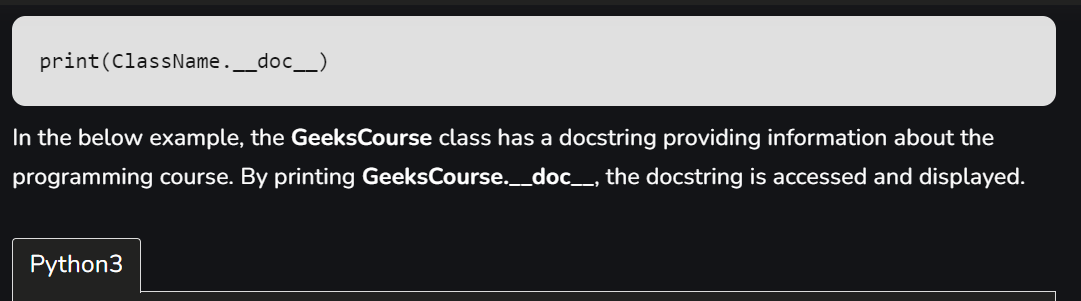 print(ClassName.__doc__)
In the below example, the GeeksCourse class has a docstring providing information about the
programming course. By printing GeeksCourse.__doc__, the docstring is accessed and displayed.
Python3